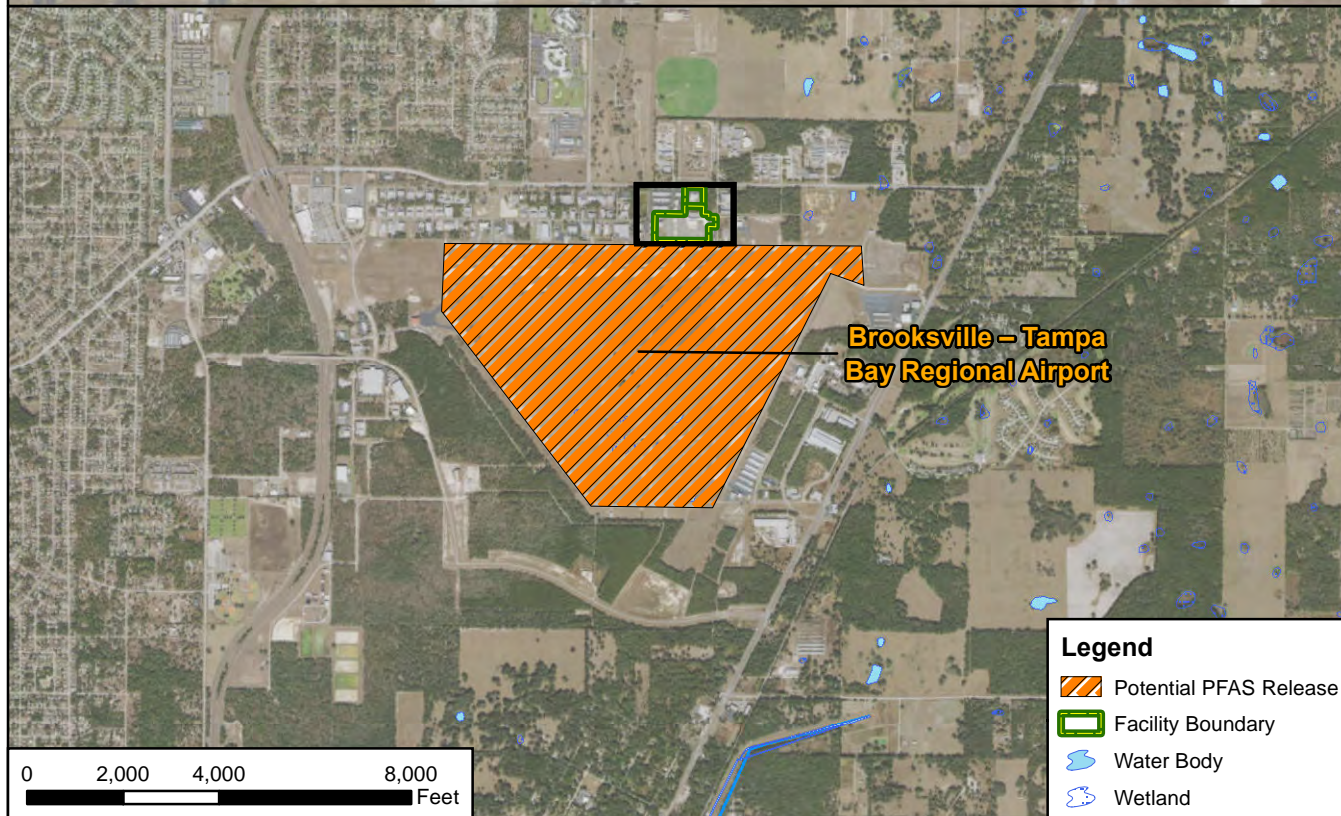 Brooksville – Tampa
Bay Regional Airport
Legend
Potential PFAS Release
Facility Boundary
Water Body
Wetland
0 2,000 4,000 8,000
Feet